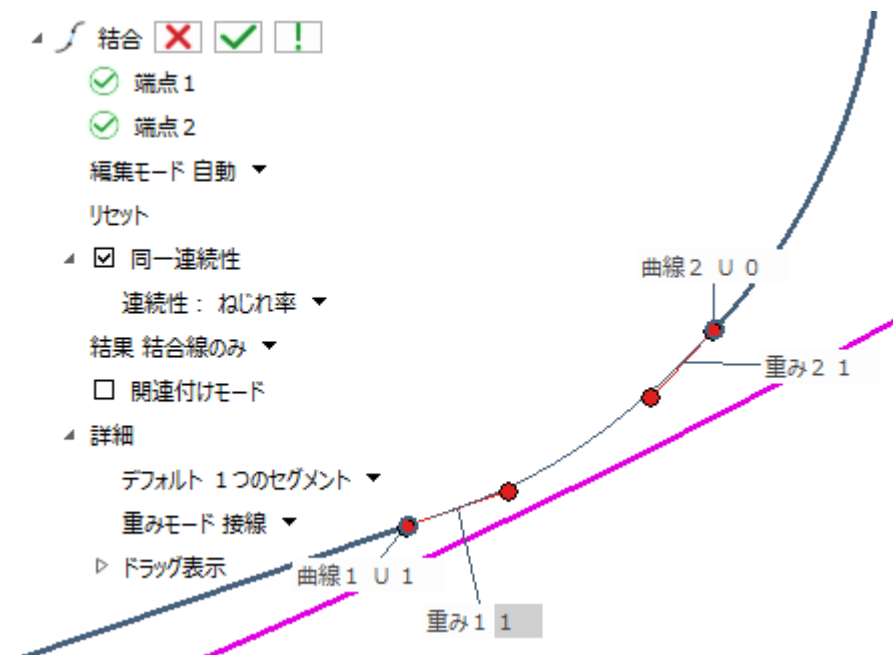 結合
端点1
端点2
編集モード 自動
リセット
同一連続性
連続性： ねじれ率
結果 結合線のみ
関連付けモード
詳細
デフォルト 1つのセグメント
重みモード 接線
ドラッグ表示
曲線2 U 0
重み2 1
曲線1 U 1
重み1 1